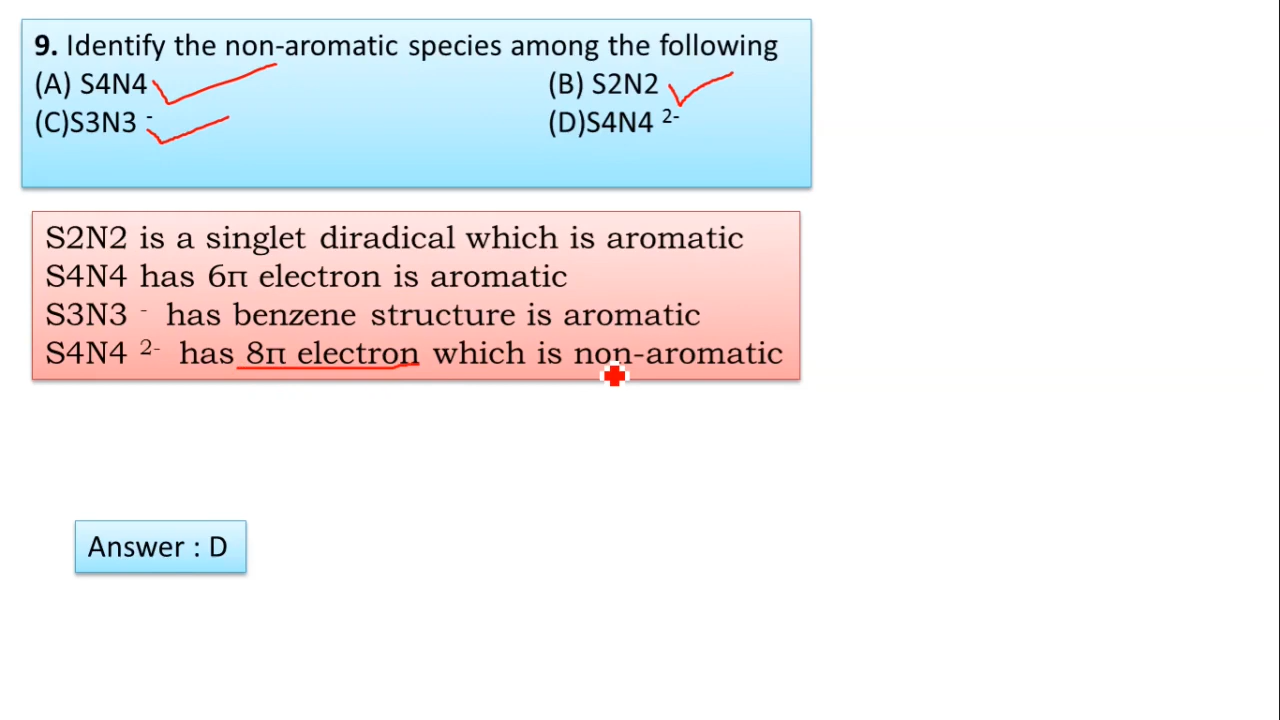 9. Identify the non-aromatic species among the following
(A) S4N4 (B) S2N2
(C)S3N3 - (D)S4N4 2-
S2N2 is a singlet diradical which is aromatic
S4N4 has 6π electron is aromatic
S3N3 - has benzene structure is aromatic
S4N4 2- has 8π electron which is non-aromatic
Answer : D